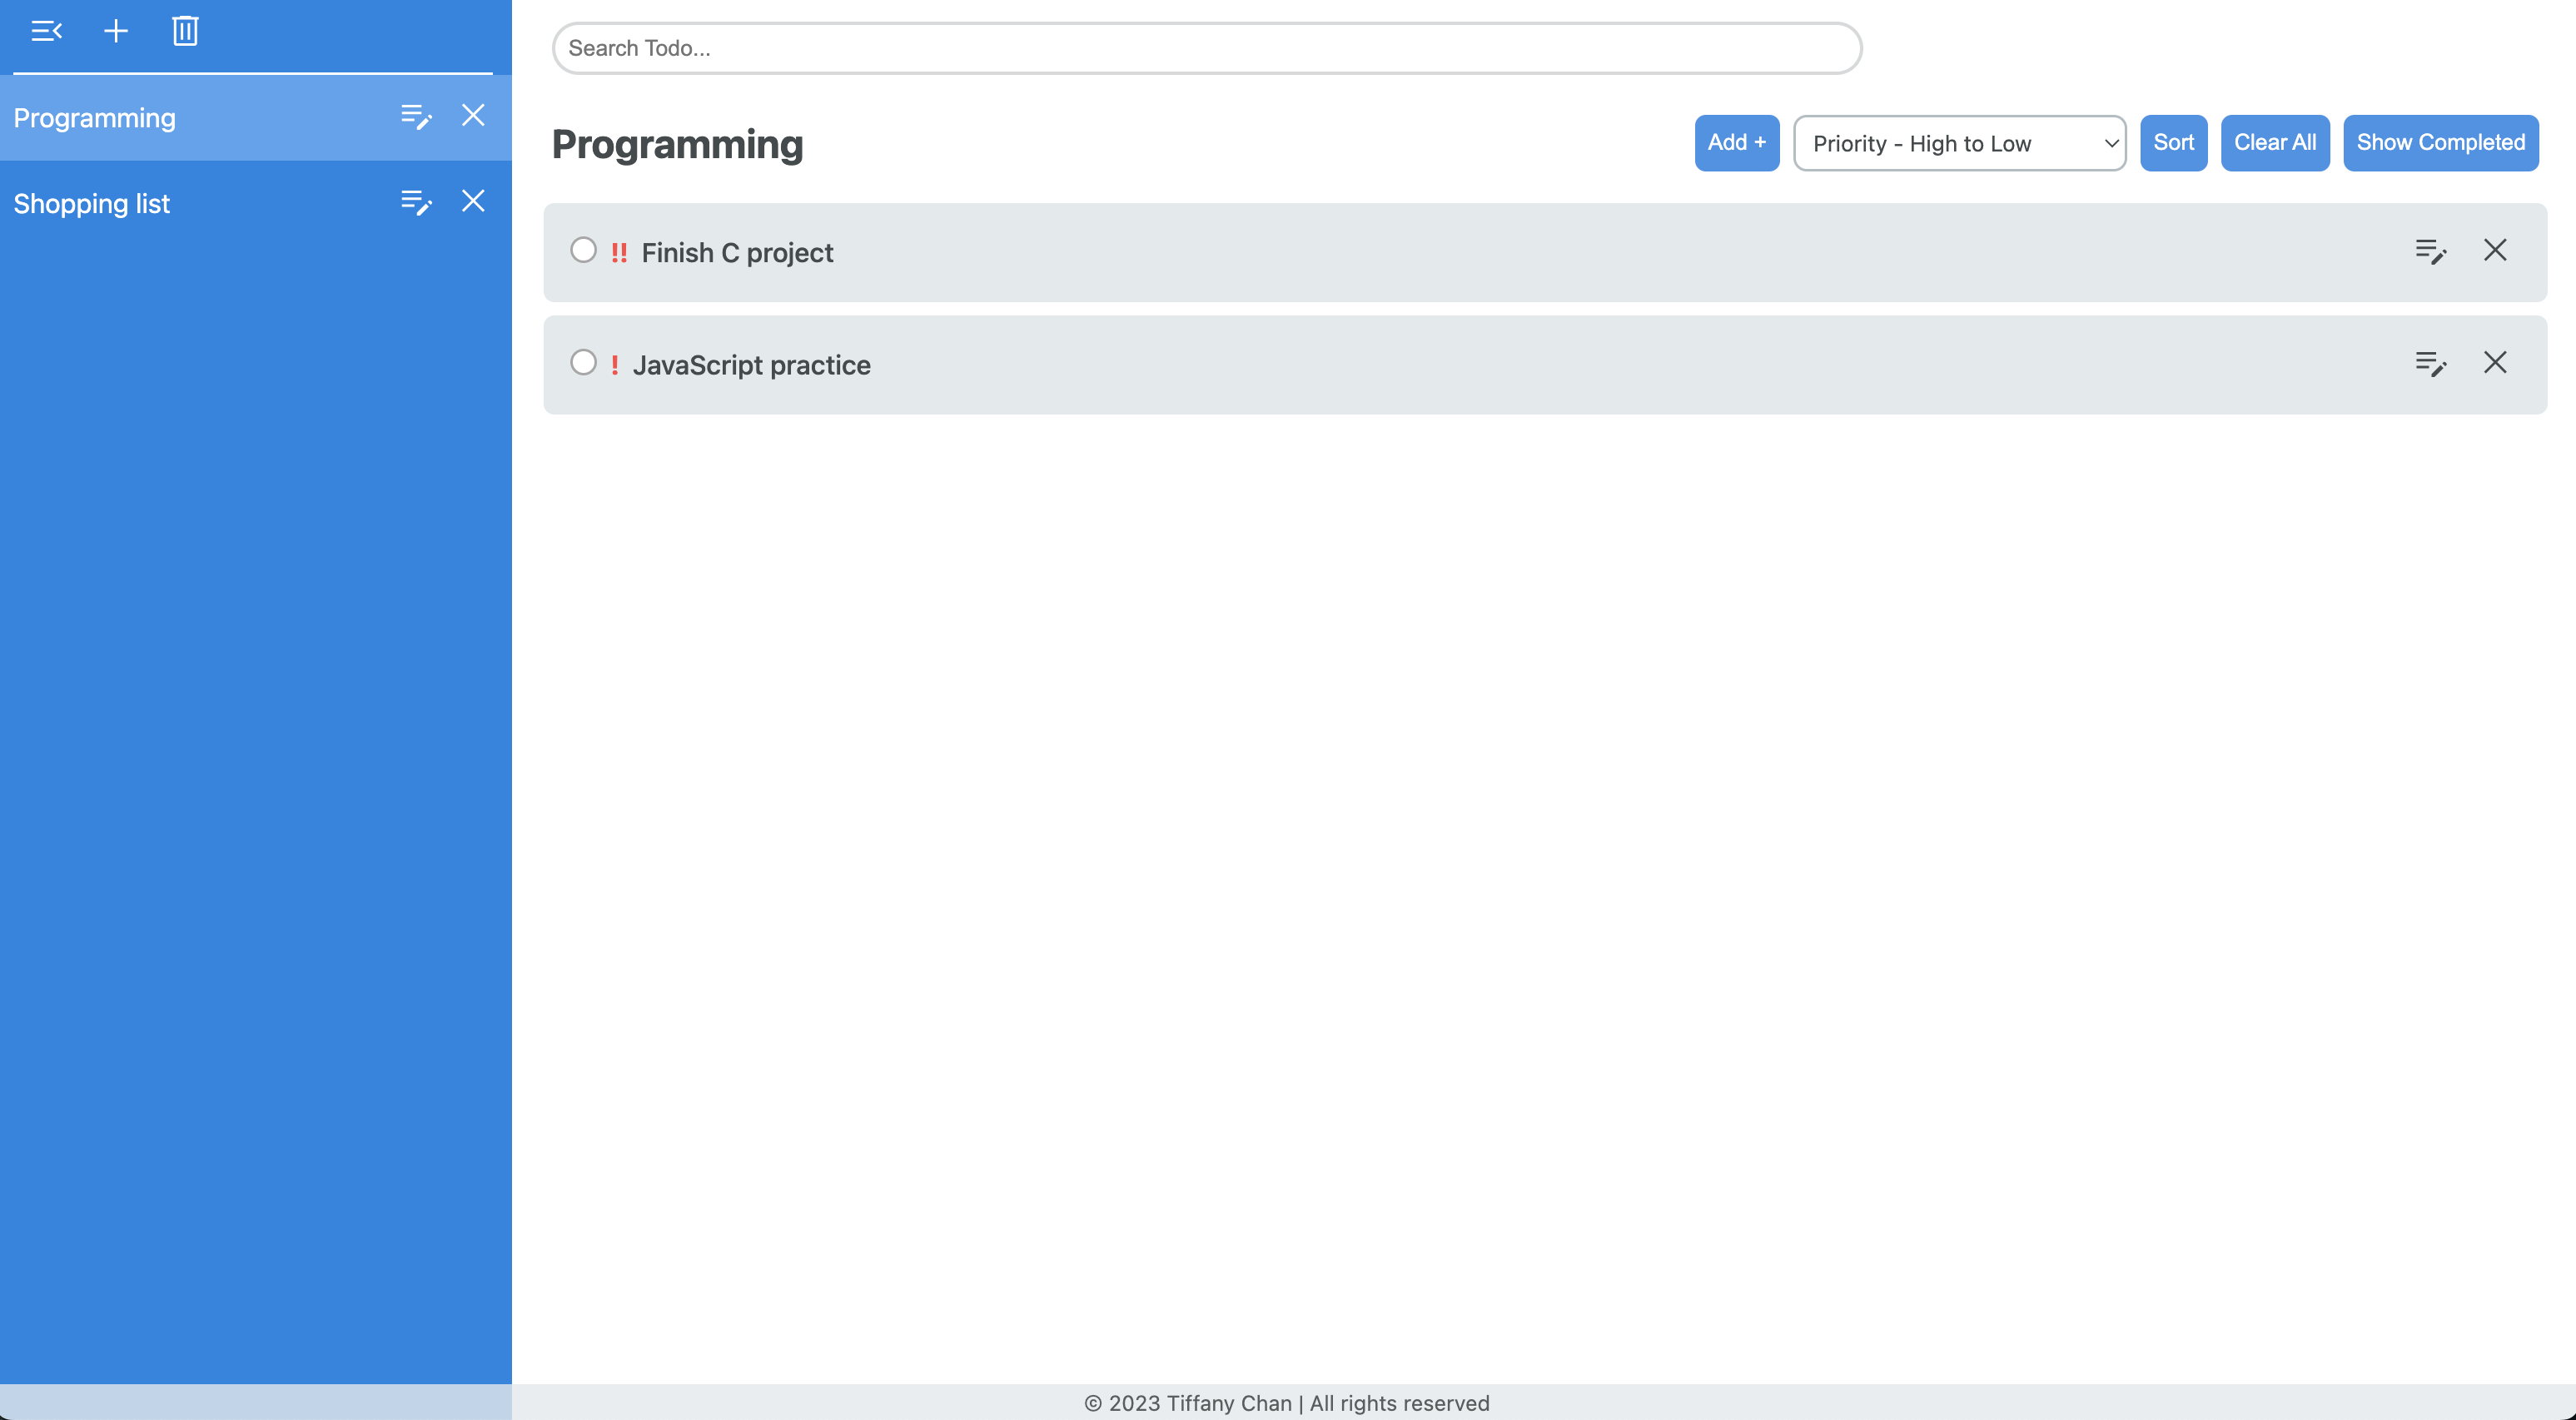 Programming
Shopping list
Search Todo...
Programming
Add +
Priority - High to Low
Sort
Clear All
Show Completed
!! Finish C project
! JavaScript practice
© 2023 Tiffany Chan | All rights reserved